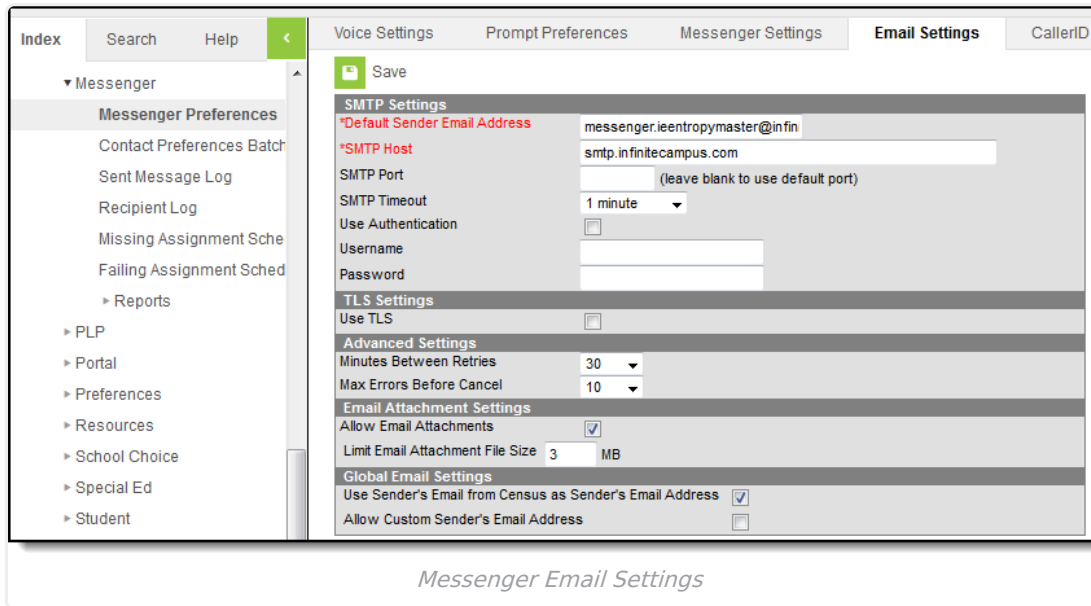 Index Search Help <
Messenger
Messenger Preferences
Contact Preferences Batch
Sent Message Log
Recipient Log
Missing Assignment Sche
Failing Assignment Sched
Reports
PLP
Portal
Preferences
Resources
School Choice
Special Ed
Student
Voice Settings Prompt Preferences Messenger Settings Email Settings CallerID
Save
SMTP Settings
*Default Sender Email Address messenger.ieentropymaster@infini
*SMTP Host smtp.infinitecampus.com
SMTP Port (leave blank to use default port)
SMTP Timeout 1 minute
Use Authentication
Username
Password
TLS Settings
Use TLS
Advanced Settings
Minutes Between Retries 30
Max Errors Before Cancel 10
Email Attachment Settings
Allow Email Attachments
Limit Email Attachment File Size 3 MB
Global Email Settings
Use Sender's Email from Census as Sender's Email Address
Allow Custom Sender's Email Address
Messenger Email Settings